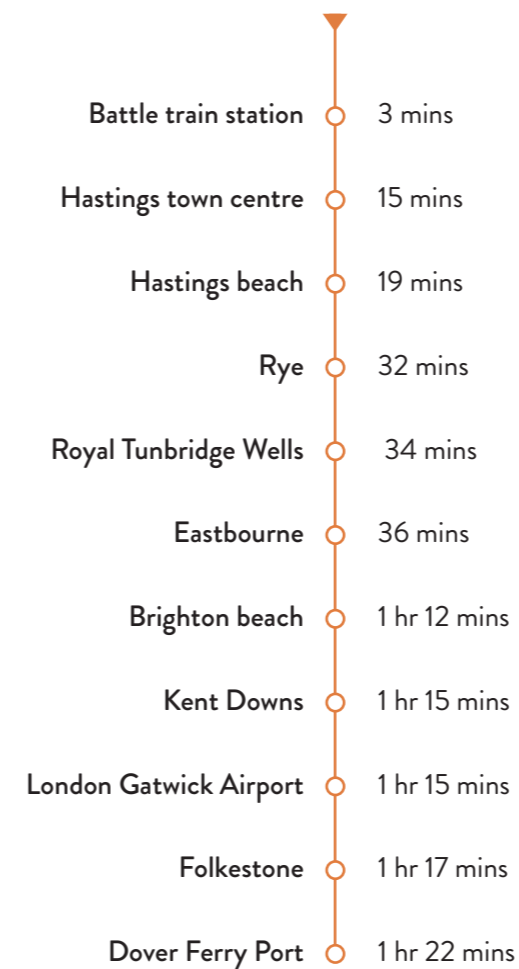 Battle train station 3 mins
Hastings town centre 15 mins
Hastings beach 19 mins
Rye 32 mins
Royal Tunbridge Wells 34 mins
Eastbourne 36 mins
Brighton beach 1 hr 12 mins
Kent Downs 1 hr 15 mins
London Gatwick Airport 1 hr 15 mins
Folkestone 1 hr 17 mins
Dover Ferry Port 1 hr 22 mins